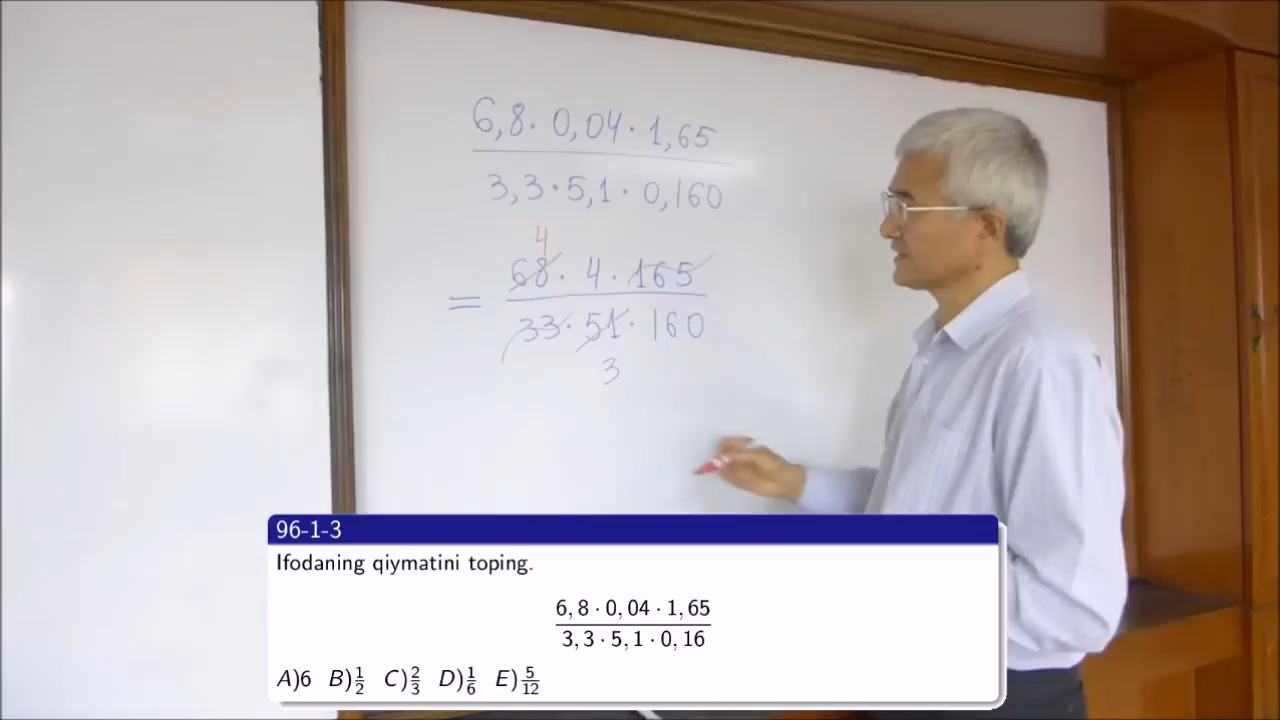 6,8 · 0,04 · 1,65
3,3 · 5,1 · 0,160
4
= 68 · 4 · 165
33 · 51 · 160
3
96-1-3
Ifodaning qiymatini toping.
6, 8 · 0, 04 · 1, 65
3, 3 · 5, 1 · 0, 16
A)6 B)1/2 C)2/3 D)1/6 E)5/12